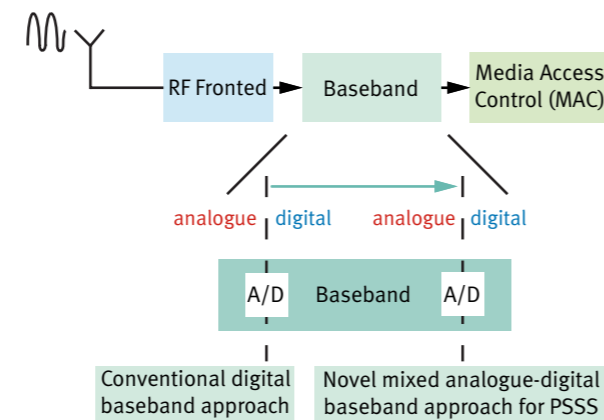 RF Fronted
Baseband
Media Access
Control (MAC)
analogue digital
analogue digital
A/D Baseband A/D
Conventional digital
baseband approach
Novel mixed analogue-digital
baseband approach for PSSS